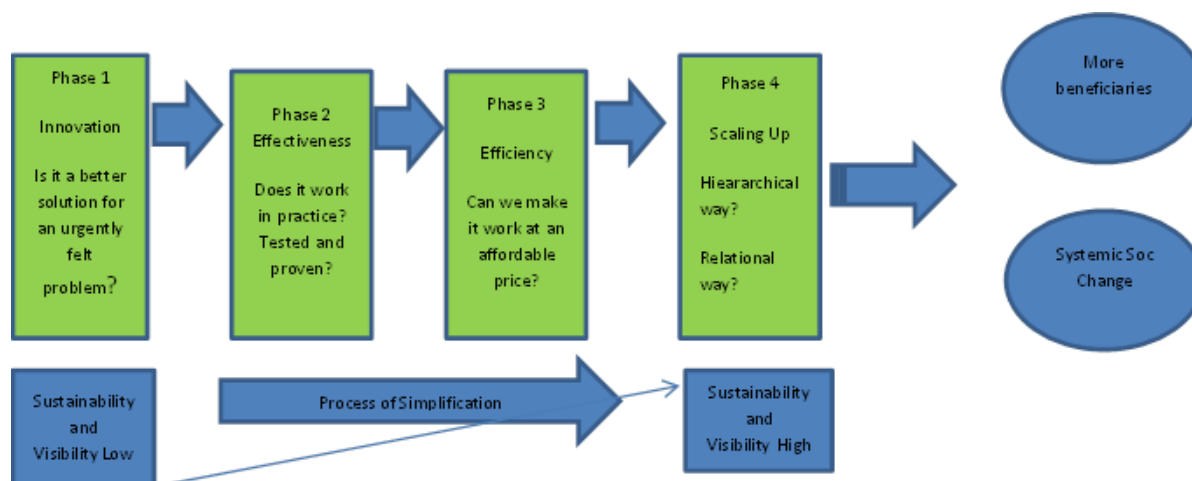 Phase 1
Innovation
Is it a better
solution for
an urgently
felt
problem?
Phase 2
Effectiveness
Does it work
in practice?
Tested and
proven?
Phase 3
Efficiency
Can we make
it work at an
affordable
price?
Phase 4
Scaling Up
Hieararchical
way?
Relational
way?
More
beneficiaries
Systemic Soc
Change
Sustainability
and
Visibility Low
Process of Simplification
Sustainability
and
Visibility High